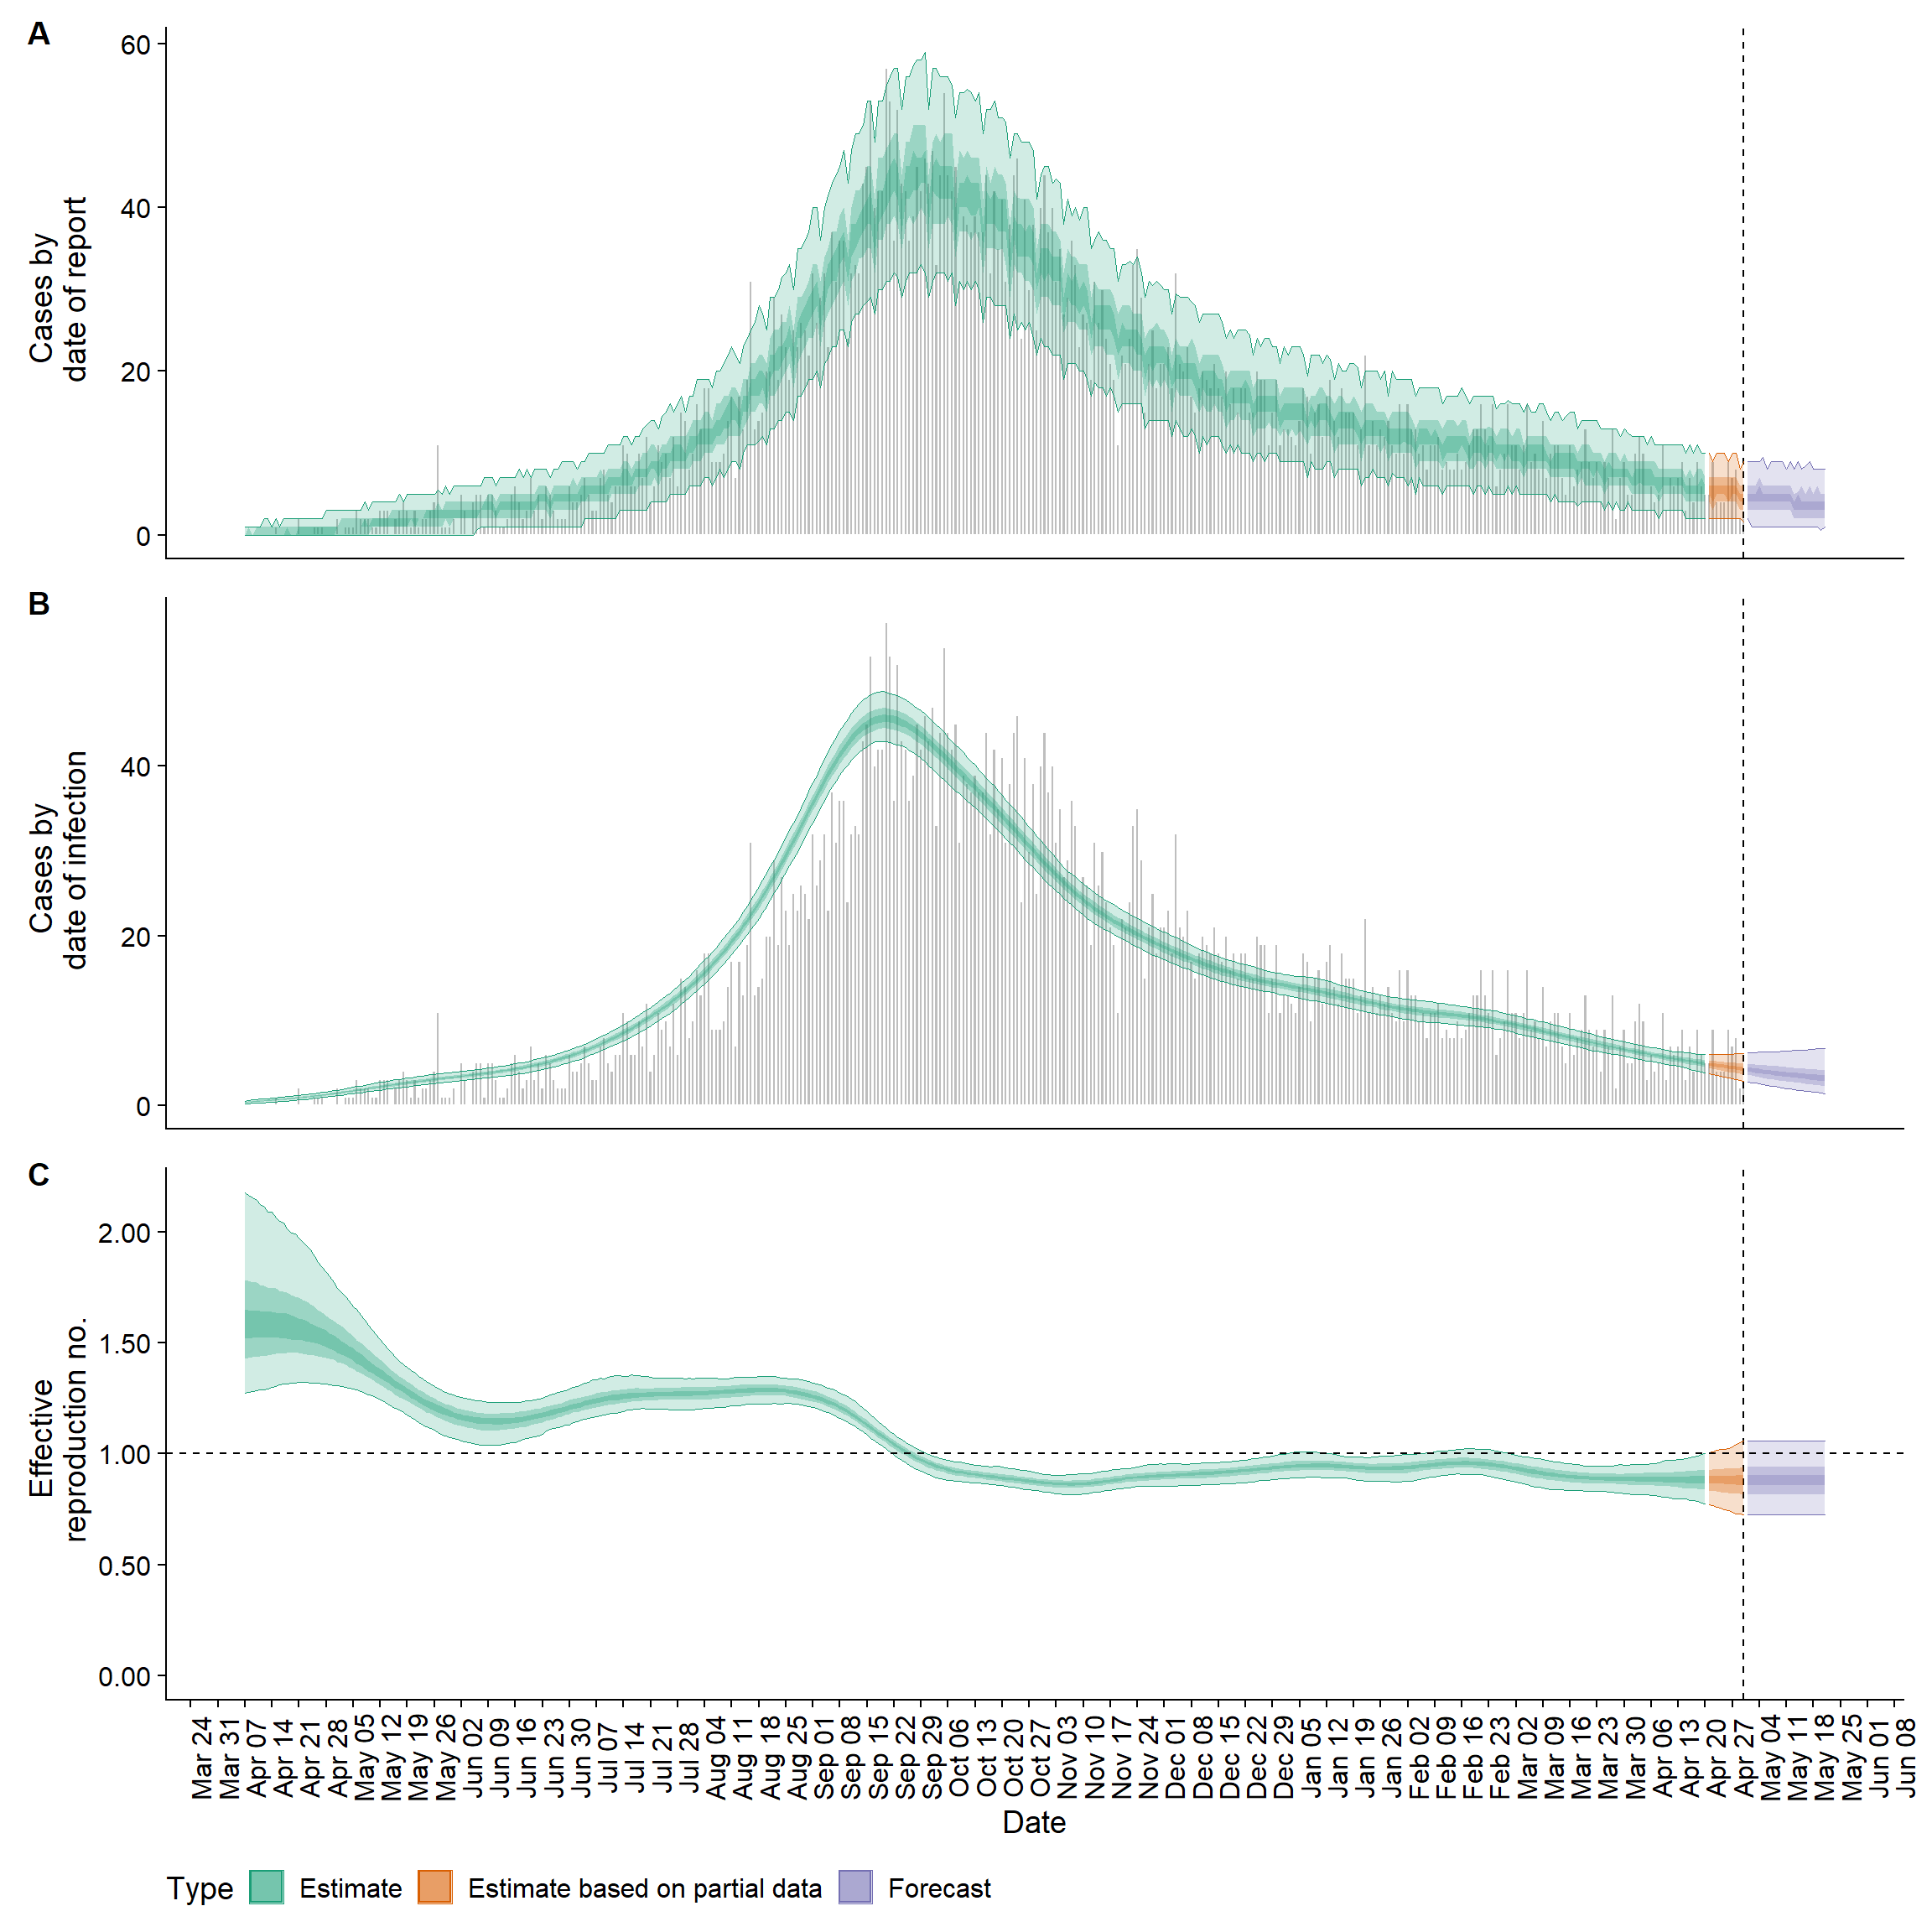 A
60
40
20
0
Cases by
date of report
B
40
20
0
Cases by
date of infection
C
2.00
1.50
1.00
0.50
0.00
Effective
reproduction no.
Mar 24
Mar 31
Apr 07
Apr 14
Apr 21
Apr 28
May 05
May 12
May 19
May 26
Jun 02
Jun 09
Jun 16
Jun 23
Jun 30
Jul 07
Jul 14
Jul 21
Jul 28
Aug 04
Aug 11
Aug 18
Aug 25
Sep 01
Sep 08
Sep 15
Sep 22
Sep 29
Oct 06
Oct 13
Oct 20
Oct 27
Nov 03
Nov 10
Nov 17
Nov 24
Dec 01
Dec 08
Dec 15
Dec 22
Dec 29
Jan 05
Jan 12
Jan 19
Jan 26
Feb 02
Feb 09
Feb 16
Feb 23
Mar 02
Mar 09
Mar 16
Mar 23
Mar 30
Apr 06
Apr 13
Apr 20
Apr 27
May 04
May 11
May 18
May 25
Jun 01
Jun 08
Date
Type Estimate Estimate based on partial data Forecast